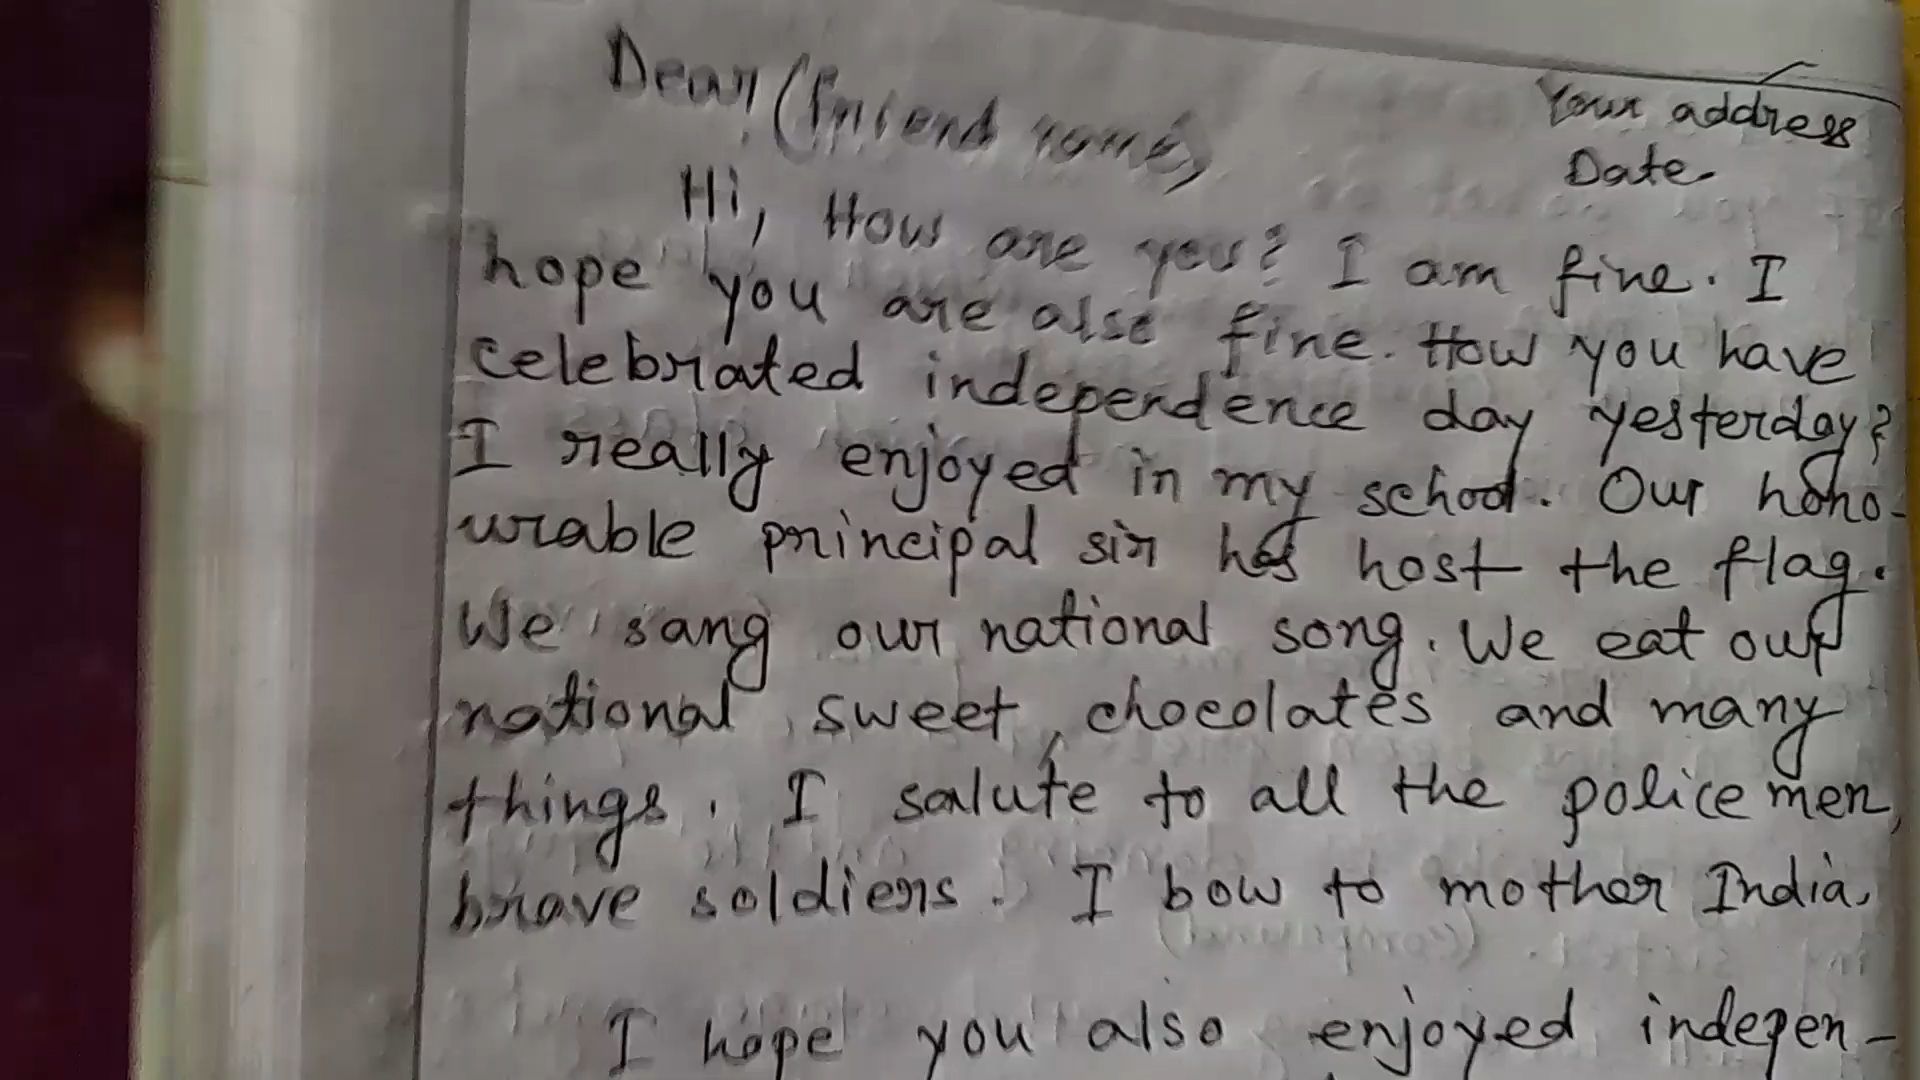 Your address
Date.
Dear (friend name),
Hi, How are you? I am fine. I
hope you are also fine. How you have
celebrated independence day yesterday?
I really enjoyed in my school. Our hono-
urable principal sir has host the flag.
We sang our national song. We eat our
national sweet, chocolates and many
things. I salute to all the policemen,
brave soldiers. I bow to mother India.
I hope you also enjoyed indepen-